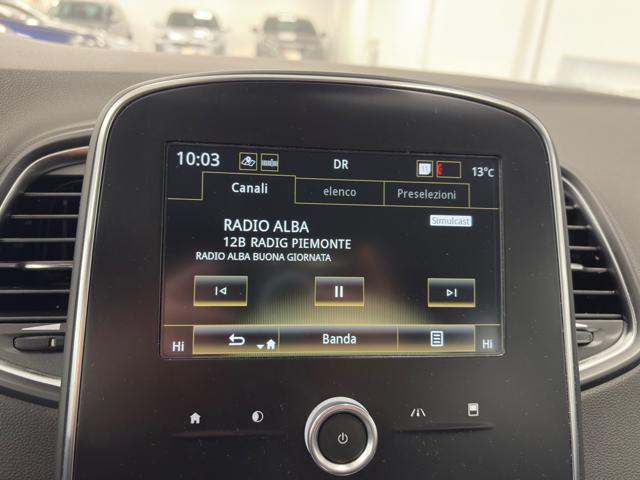 10:03
DR
13°C
Canali
elenco
Preselezioni
RADIO ALBA
Simulcast
12B RADIG PIEMONTE
RADIO ALBA BUONA GIORNATA
Hi
Banda
Hi